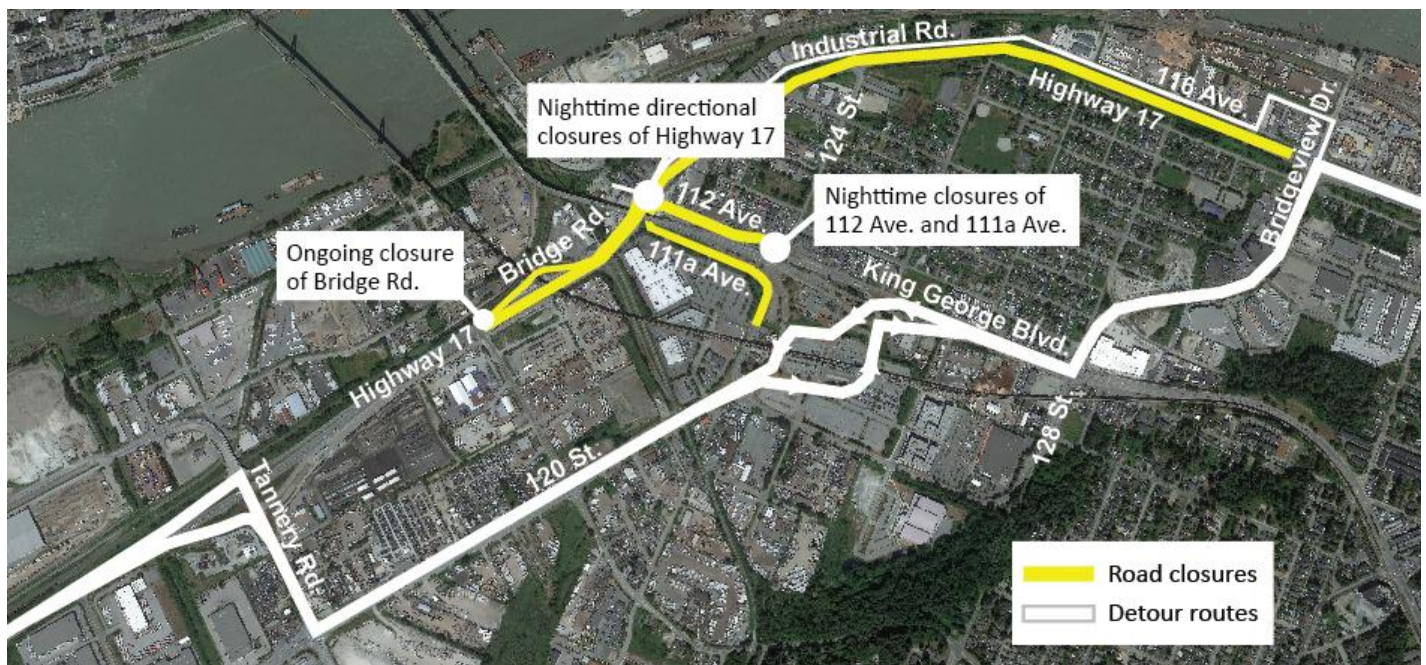 Industrial Rd.
116 Ave.
Highway 17
Bridgeview Dr.
124 St.
Nighttime directional
closures of Highway 17
112 Ave.
Nighttime closures of
112 Ave. and 111a Ave.
Bridge Rd.
111a Ave.
Ongoing closure
of Bridge Rd.
King George Blvd.
Highway 17
128 St.
120 St.
Tannery Rd.
Road closures
Detour routes